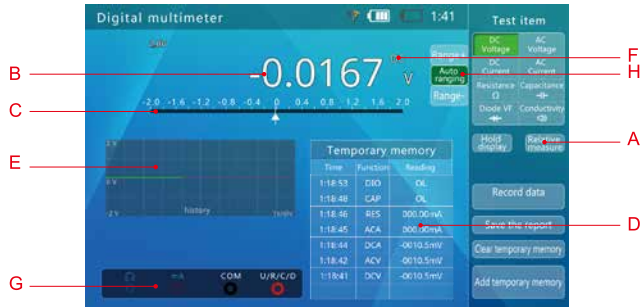 Digital multimeter 1:41 Test item
-0.0167 V
Range+
Auto ranging
Range-
-2.0 -1.6 -1.2 -0.8 -0.4 0 0.4 0.8 1.2 1.6 2.0
DC Voltage AC Voltage
DC Current AC Current
Resistance Ω Capacitance
Diode VF Conductivity
Hold display Relative measure
Record data
Save the report
Clear temporary memory
Add temporary memory
2 V
0 V
-2 V history
Temporary memory
Time Function Reading
1:18:53 DIO OL
1:18:48 CAP OL
1:18:46 RES 000.00mA
1:18:45 ACA 000.00mA
1:18:44 DCA -0010.5mV
1:18:42 ACV -0010.5mV
1:18:41 DCV -0010.5mV
mA COM U/R/C/D
A
B
C
D
E
F
G
H